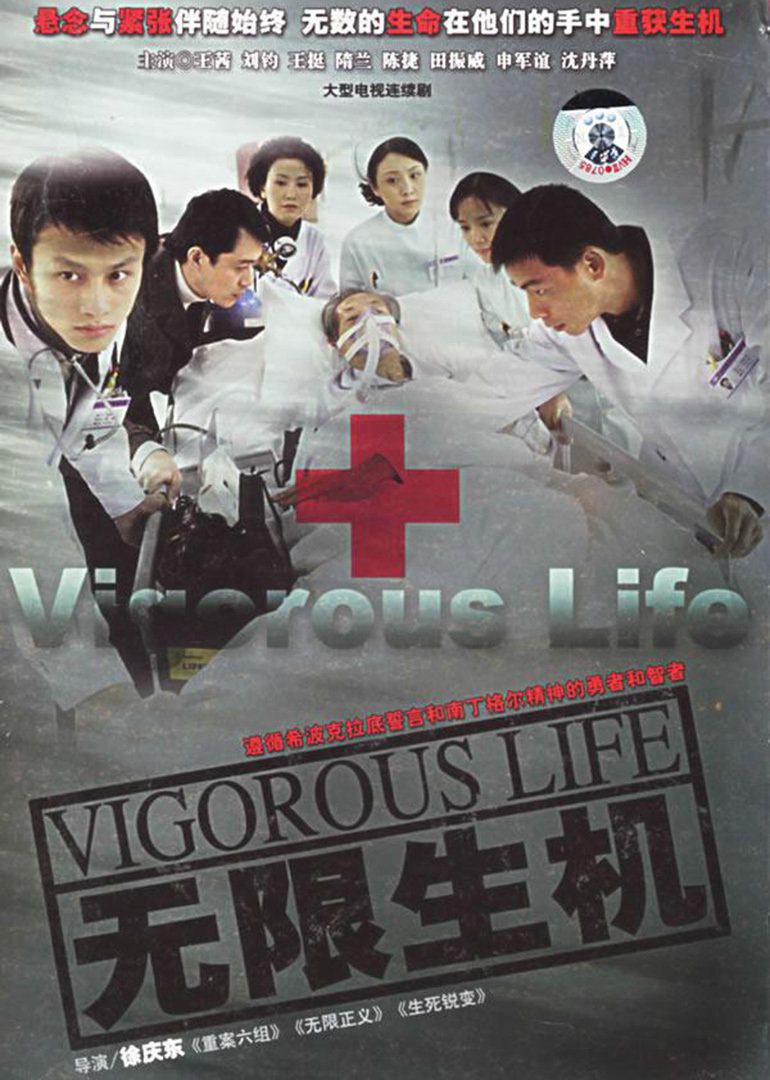 悬念与紧张伴随始终 无数的生命在他们的手中重获生机
主演◎王茜 刘钧 王挺 隋兰 陈捷 田振威 申军谊 沈丹萍
大型电视连续剧
HVⅡ●0785
Vigorous Life
LIFE
遵循希波克拉底誓言和南丁格尔精神的勇者和智者
VIGOROUS LIFE
无限生机
导演/徐庆东《重案六组》《无限正义》《生死锐变》